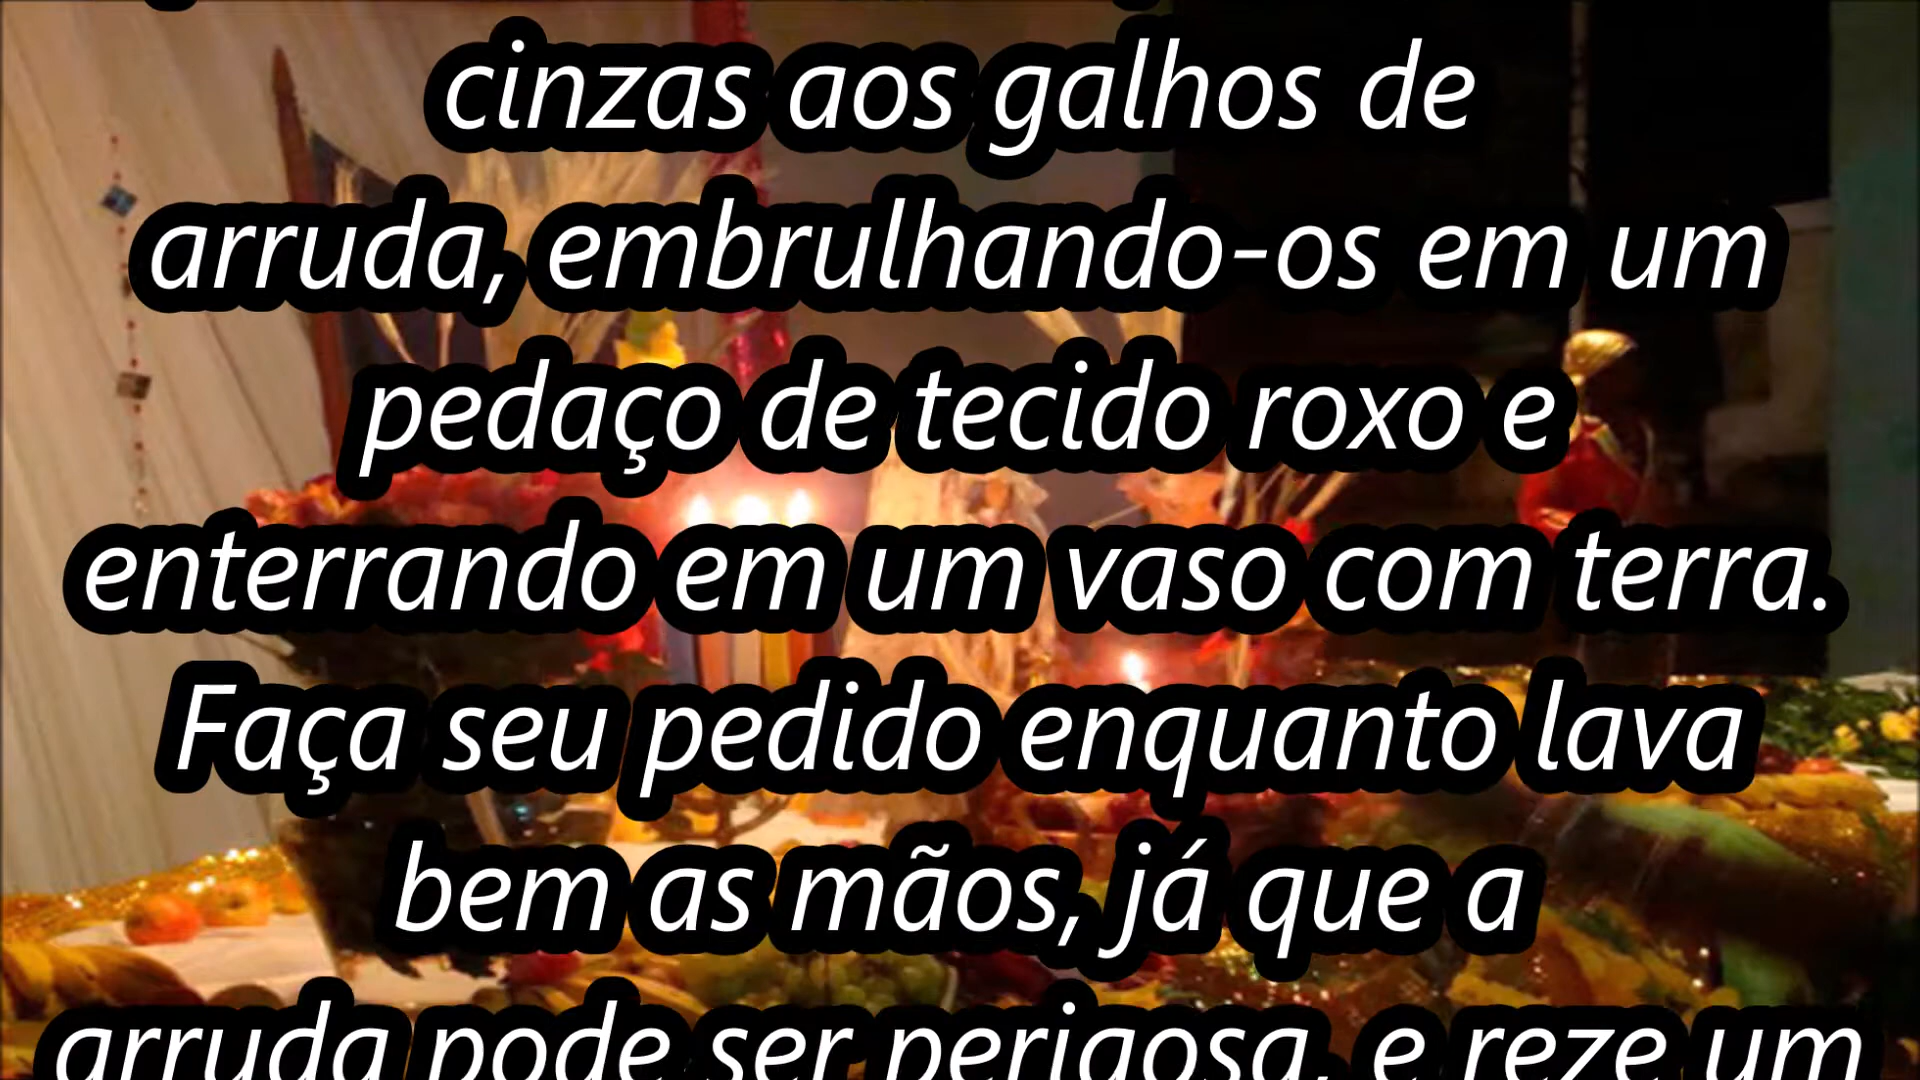 cinzas aos galhos de
arruda, embrulhando-os em um
pedaço de tecido roxo e
enterrando em um vaso com terra.
Faça seu pedido enquanto lava
bem as mãos, já que a
arruda pode ser perigosa, e reze um